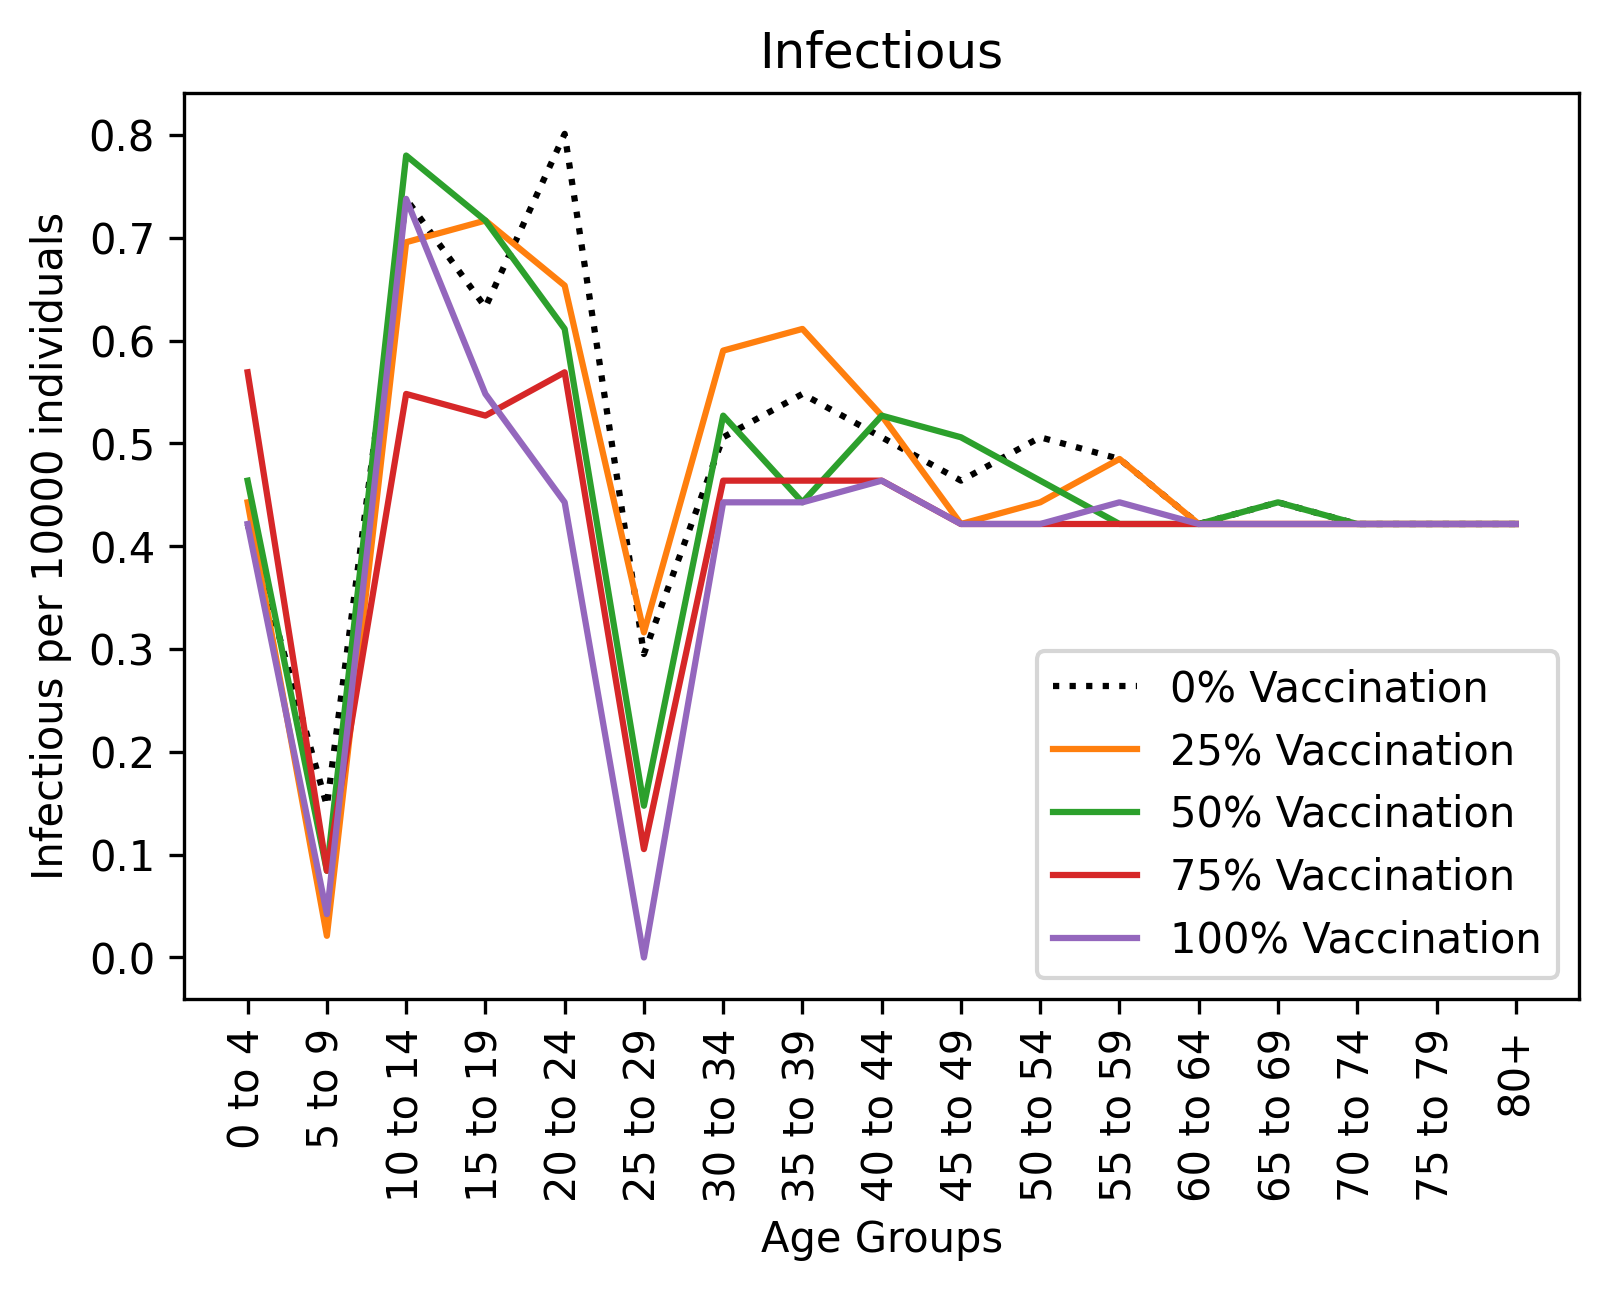 Infectious
Infectious per 10000 individuals
0.8
0.7
0.6
0.5
0.4
0.3
0.2
0.1
0.0
0% Vaccination
25% Vaccination
50% Vaccination
75% Vaccination
100% Vaccination
0 to 4
5 to 9
10 to 14
15 to 19
20 to 24
25 to 29
30 to 34
35 to 39
40 to 44
45 to 49
50 to 54
55 to 59
60 to 64
65 to 69
70 to 74
75 to 79
80+
Age Groups